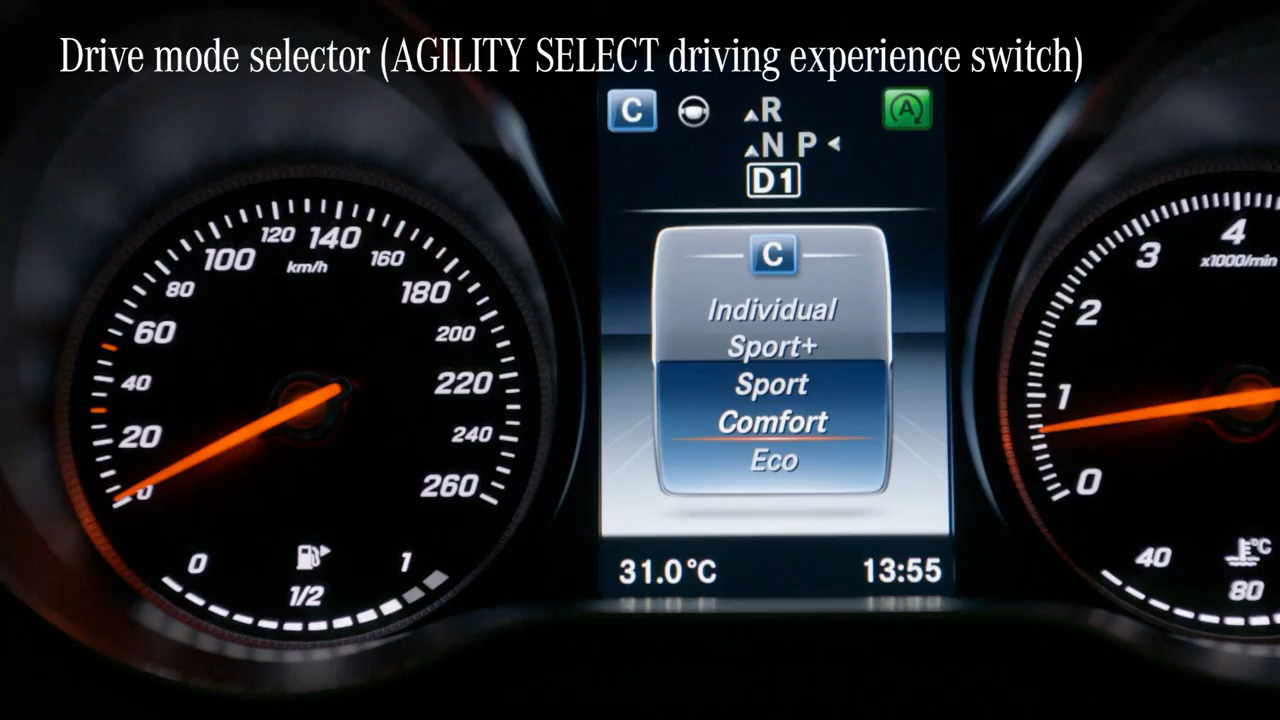 Drive mode selector (AGILITY SELECT driving experience switch)
C
R
A
N P
D1
C
Individual
Sport+
Sport
Comfort
Eco
31.0°C
13:55
0
20
40
60
80
100
120
140
160
180
200
220
240
260
km/h
0
1/2
1
0
1
2
3
4
x1000/min
40
80
°C